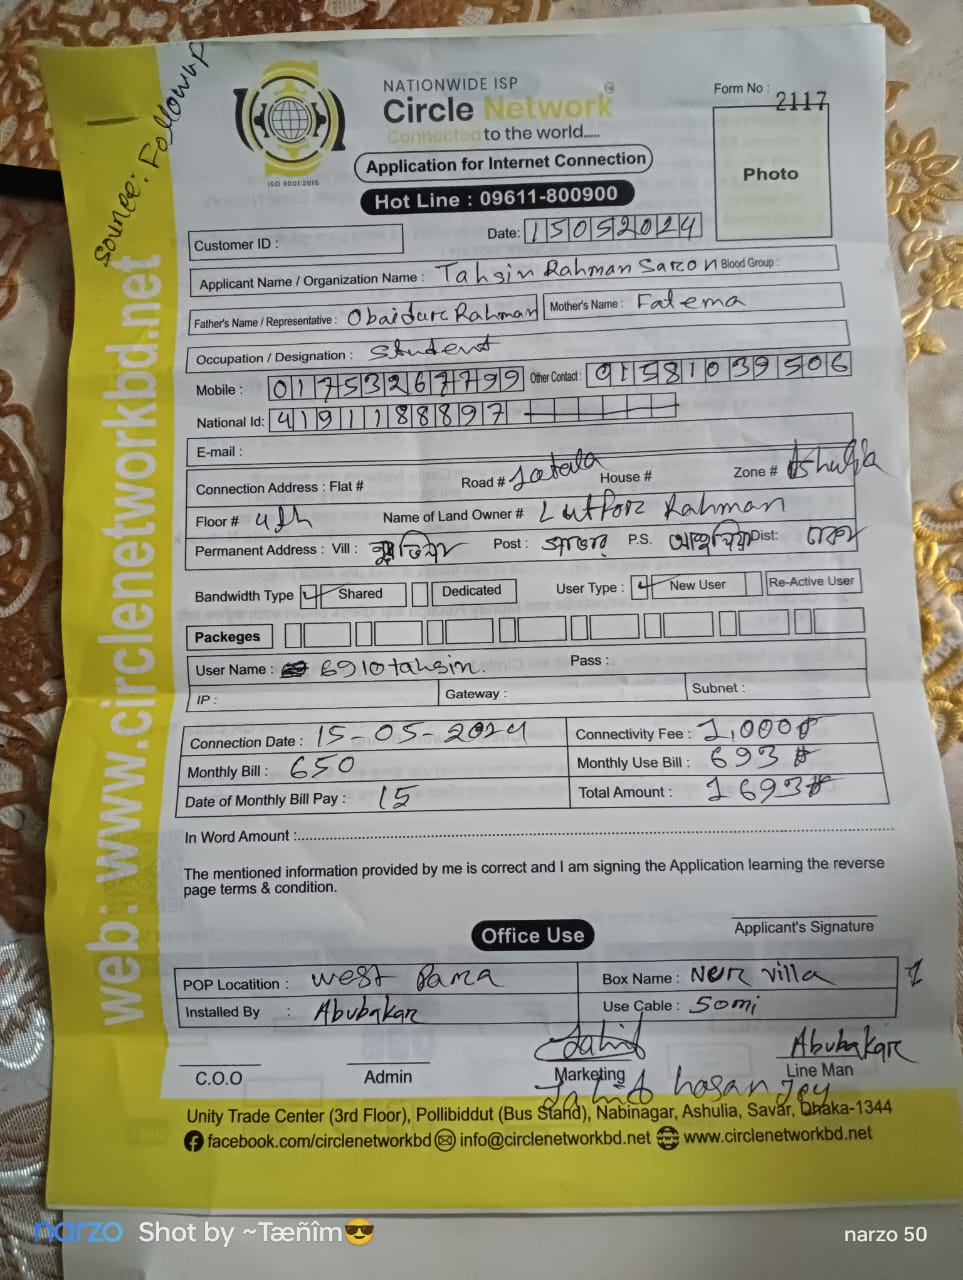 Source: Followup
NATIONWIDE ISP
Circle Network
Connected to the world.....
Form No : 2117
Photo
Application for Internet Connection
Hot Line : 09611-800900
ISO 9001:2015
Customer ID :
Date: 15052024
Applicant Name / Organization Name : Tahsin Rahman Saron Blood Group :
Father's Name / Representative : Obaidur Rahman Mother's Name : Fatema
Occupation / Designation : Student
Mobile : 01753267799 Other Contact : 01581039506
National Id: 4191188897
E-mail :
Connection Address : Flat # Road # House # Zone # Ashulia
Floor # 4th Name of Land Owner # Lutfor Rahman
Permanent Address : Vill : Post : সাভার P.S. আশুলিয়া Dist: ঢাকা
Bandwidth Type Shared Dedicated User Type : New User Re-Active User
Packeges
User Name : 6910tahsin. Pass :
IP : Gateway : Subnet :
Connection Date : 15-05-2024 Connectivity Fee : 1,000
Monthly Bill : 650 Monthly Use Bill : 693
Date of Monthly Bill Pay : 15 Total Amount : 1693
In Word Amount :
The mentioned information provided by me is correct and I am signing the Application learning the reverse
page terms & condition.
Applicant's Signature
Office Use
POP Locatition : West Para Box Name : Nur villa
Installed By : Abubakar Use Cable : 50mi
Jahid Abubakar
C.O.O Admin Marketing Line Man
Jahid hasan Joy
Unity Trade Center (3rd Floor), Pollibiddut (Bus Stand), Nabinagar, Ashulia, Savar, Dhaka-1344
facebook.com/circlenetworkbd info@circlenetworkbd.net www.circlenetworkbd.net
web: www.circlenetworkbd.net
narzo Shot by ~Tæñîm😎 narzo 50